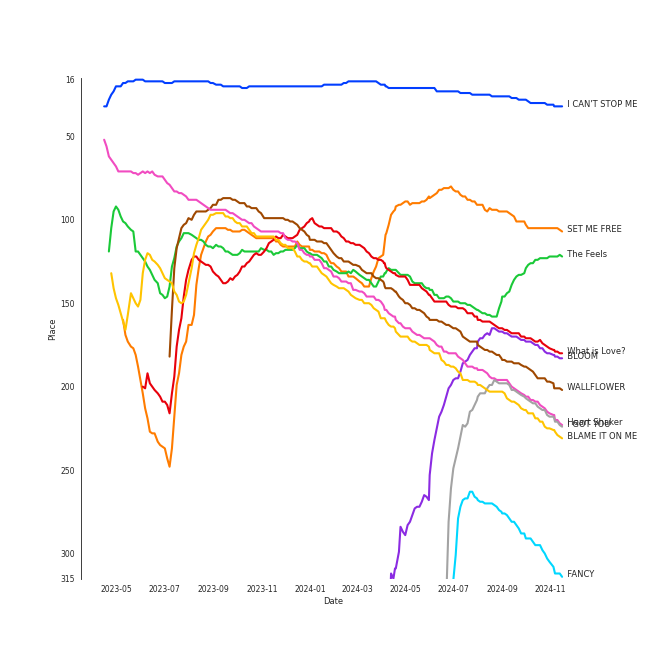 16
50
100
150
200
250
300
315
Place
2023-05
2023-07
2023-09
2023-11
2024-01
2024-03
2024-05
2024-07
2024-09
2024-11
Date
I CAN'T STOP ME
SET ME FREE
The Feels
What is Love?
BLOOM
WALLFLOWER
Heart Shaker
BLAME IT ON ME
FANCY